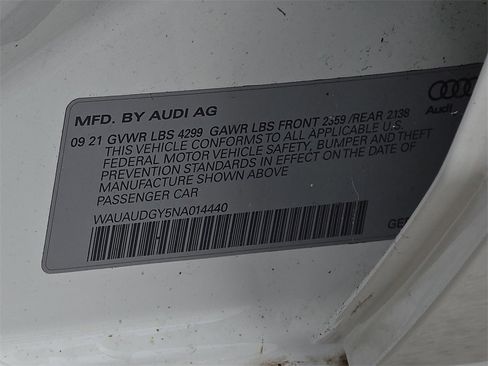 MFD. BY AUDI AG
Audi
09 21 GVWR LBS 4299 GAWR LBS FRONT 2359 /REAR 2138
THIS VEHICLE CONFORMS TO ALL APPLICABLE U.S.
FEDERAL MOTOR VEHICLE SAFETY, BUMPER AND THEFT
PREVENTION STANDARDS IN EFFECT ON THE DATE OF
MANUFACTURE SHOWN ABOVE
PASSENGER CAR
WAUAUDGY5NA014440